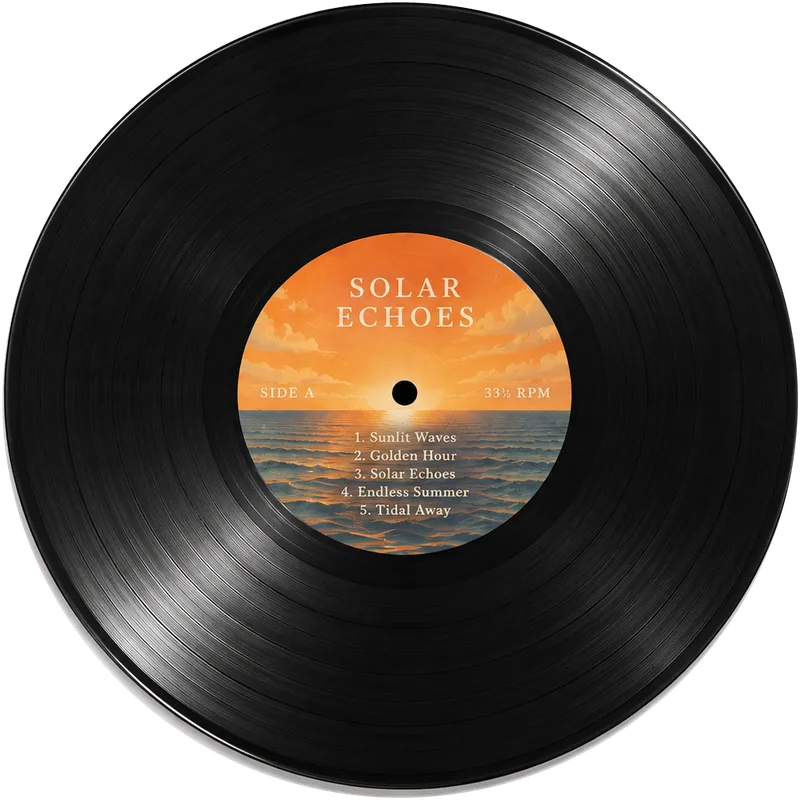 SOLAR
ECHOES
SIDE A
33⅓ RPM
1. Sunlit Waves
2. Golden Hour
3. Solar Echoes
4. Endless Summer
5. Tidal Away